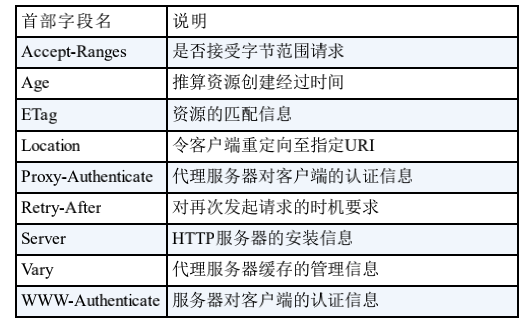 首部字段名 说明
Accept-Ranges 是否接受字节范围请求
Age 推算资源创建经过时间
ETag 资源的匹配信息
Location 令客户端重定向至指定URI
Proxy-Authenticate 代理服务器对客户端的认证信息
Retry-After 对再次发起请求的时机要求
Server HTTP服务器的安装信息
Vary 代理服务器缓存的管理信息
WWW-Authenticate 服务器对客户端的认证信息